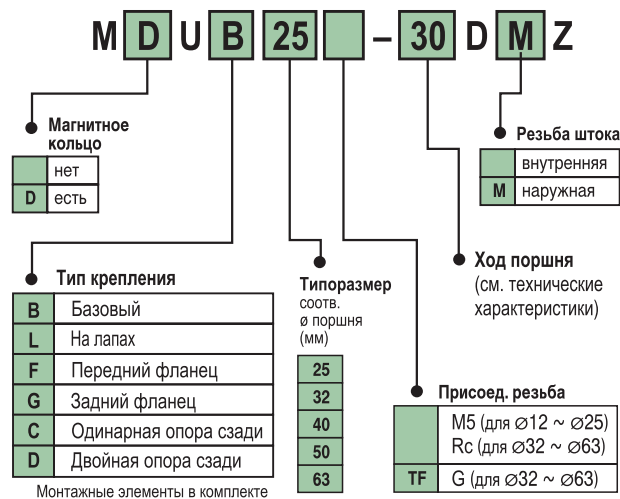 M D U B 25 – 30 D M Z
Магнитное
кольцо
нет
D есть
Резьба штока
внутренняя
M наружная
Тип крепления
B Базовый
L На лапах
F Передний фланец
G Задний фланец
C Одинарная опора сзади
D Двойная опора сзади
Монтажные элементы в комплекте
Типоразмер
соотв.
ø поршня
(мм)
25
32
40
50
63
Ход поршня
(см. технические
характеристики)
Присоед. резьба
M5 (для ∅12 ~ ∅25)
Rc (для ∅32 ~ ∅63)
TF G (для ∅32 ~ ∅63)